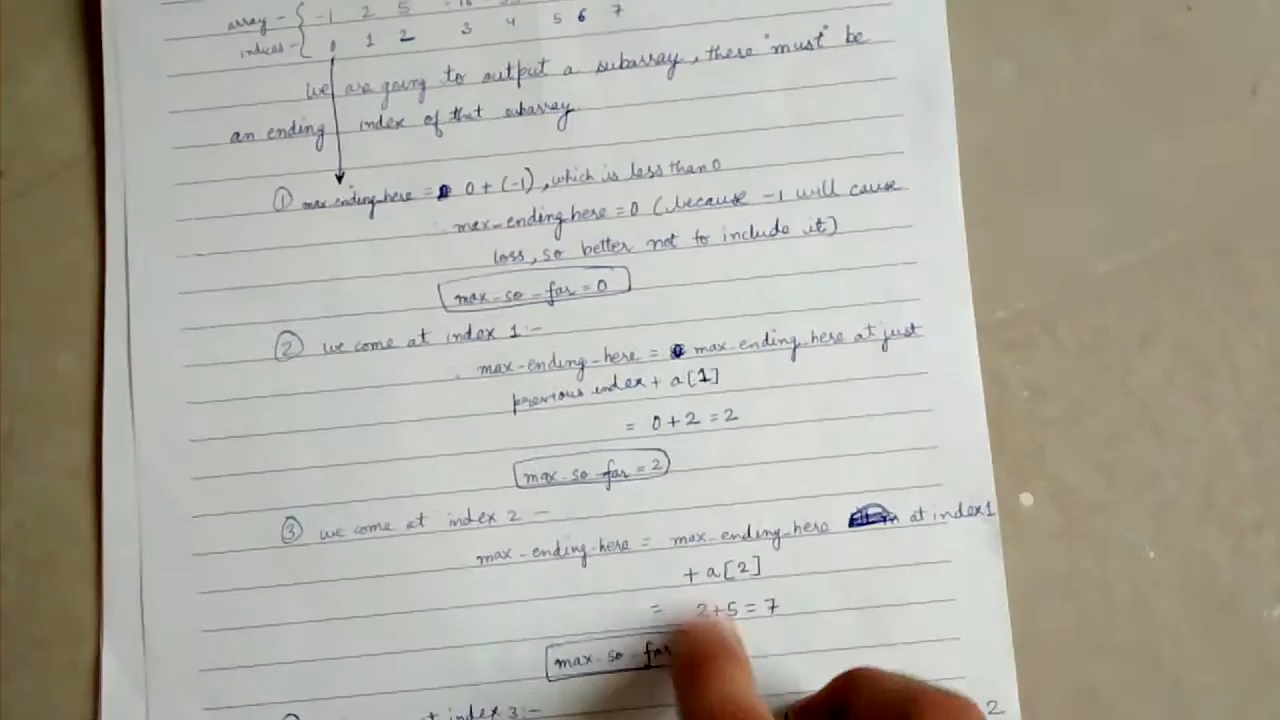 array - { -1 2 5
indices - { 0 1 2 3 4 5 6 7
we are going to output a subarray, there "must" be
an ending index of that subarray
① max ending here = 0 + (-1), which is less than 0
max-ending here = 0 (because -1 will cause
loss, so better not to include it)
max-so-far = 0
② we come at index 1:-
max-ending-here = max-ending here at just
previous index + a[1]
= 0+2 = 2
max-so far = 2
③ we come at index 2 -
max-ending-here = max-ending-here at index1
+ a[2]
= 2+5 = 7
max-so-far
at index 3:-
2